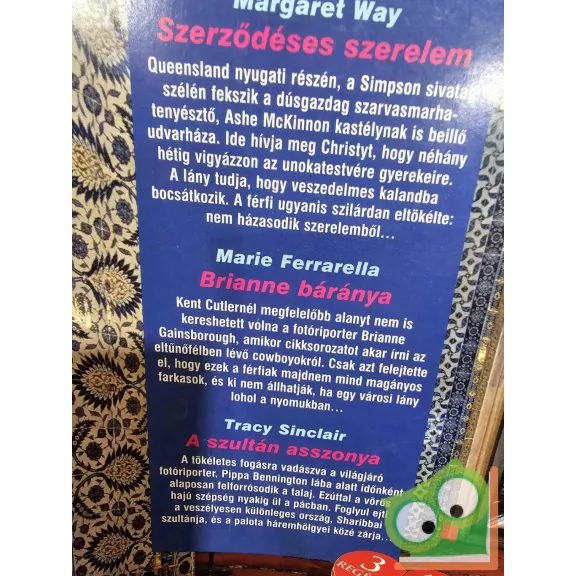 Margaret Way
Szerződéses szerelem
Queensland nyugati részén, a Simpson sivatag
szélén fekszik a dúsgazdag szarvasmarha-
tenyésztő, Ashe McKinnon kastélynak is beillő
udvarháza. Ide hívja meg Christyt, hogy néhány
hétig vigyázzon az unokatestvére gyerekeire.
A lány tudja, hogy veszedelmes kalandba
bocsátkozik. A férfi ugyanis szilárdan eltökélte:
nem házasodik szerelemből...
Marie Ferrarella
Brianne báránya
Kent Cutlernél megfelelőbb alanyt nem is
kereshetett volna a fotóriporter Brianne
Gainsborough, amikor cikksorozatot akar írni az
eltűnőfélben lévő cowboyokról. Csak azt felejtette
el, hogy ezek a férfiak majdnem mind magányos
farkasok, és ki nem állhatják, ha egy városi lány
lohol a nyomukban...
Tracy Sinclair
A szultán asszonya
A tökéletes fogásra vadászva a világjáró
fotóriporter, Pippa Bennington lába alatt időnként
alaposan felforrósodik a talaj. Ezúttal a vörös
hajú szépség nyakig ül a pácban. Foglyul ejti
a veszélyesen különleges ország, Sharibbai
szultánja, és a palota háremhölgyei közé zárja...
3